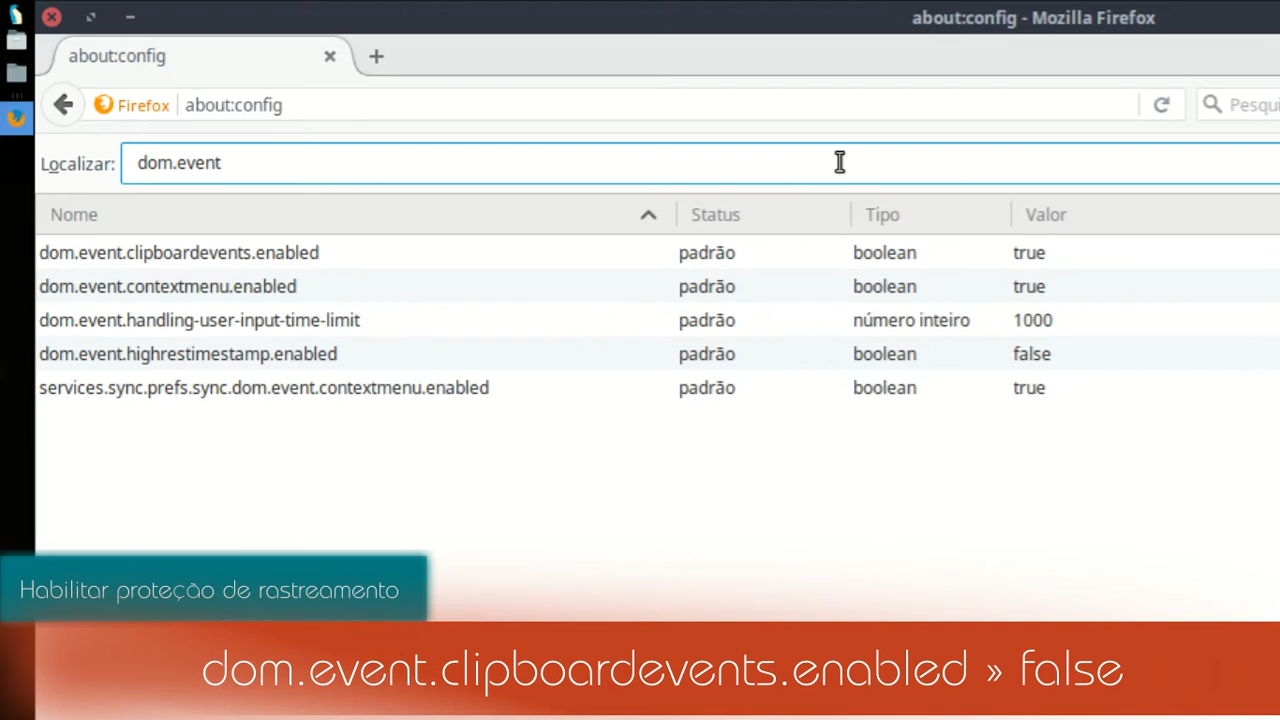 about:config - Mozilla Firefox
about:config
Firefox about:config
Localizar: dom.event
Nome Status Tipo Valor
dom.event.clipboardevents.enabled padrão boolean true
dom.event.contextmenu.enabled padrão boolean true
dom.event.handling-user-input-time-limit padrão número inteiro 1000
dom.event.highrestimestamp.enabled padrão boolean false
services.sync.prefs.sync.dom.event.contextmenu.enabled padrão boolean true
Habilitar proteção de rastreamento
dom.event.clipboardevents.enabled » false